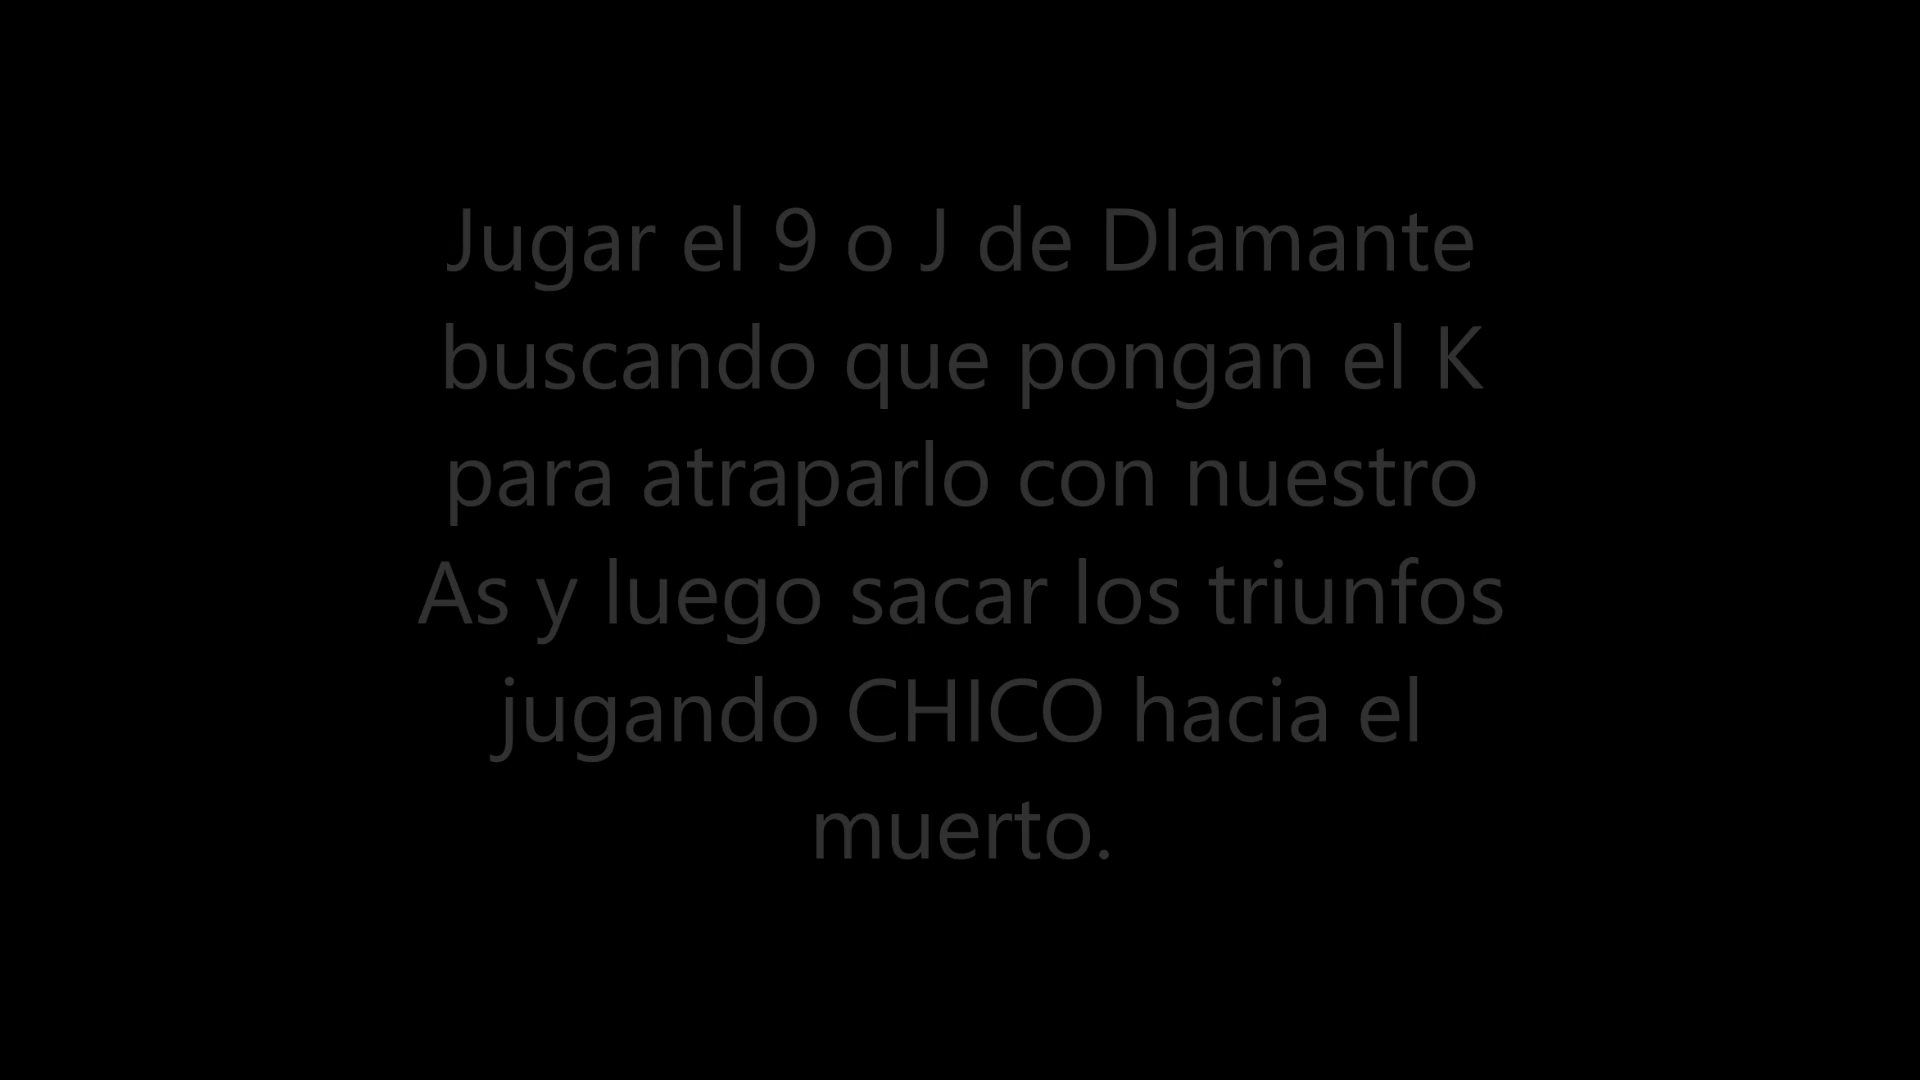 Jugar el 9 o J de DIamante
buscando que pongan el K
para atraparlo con nuestro
As y luego sacar los triunfos
jugando CHICO hacia el
muerto.